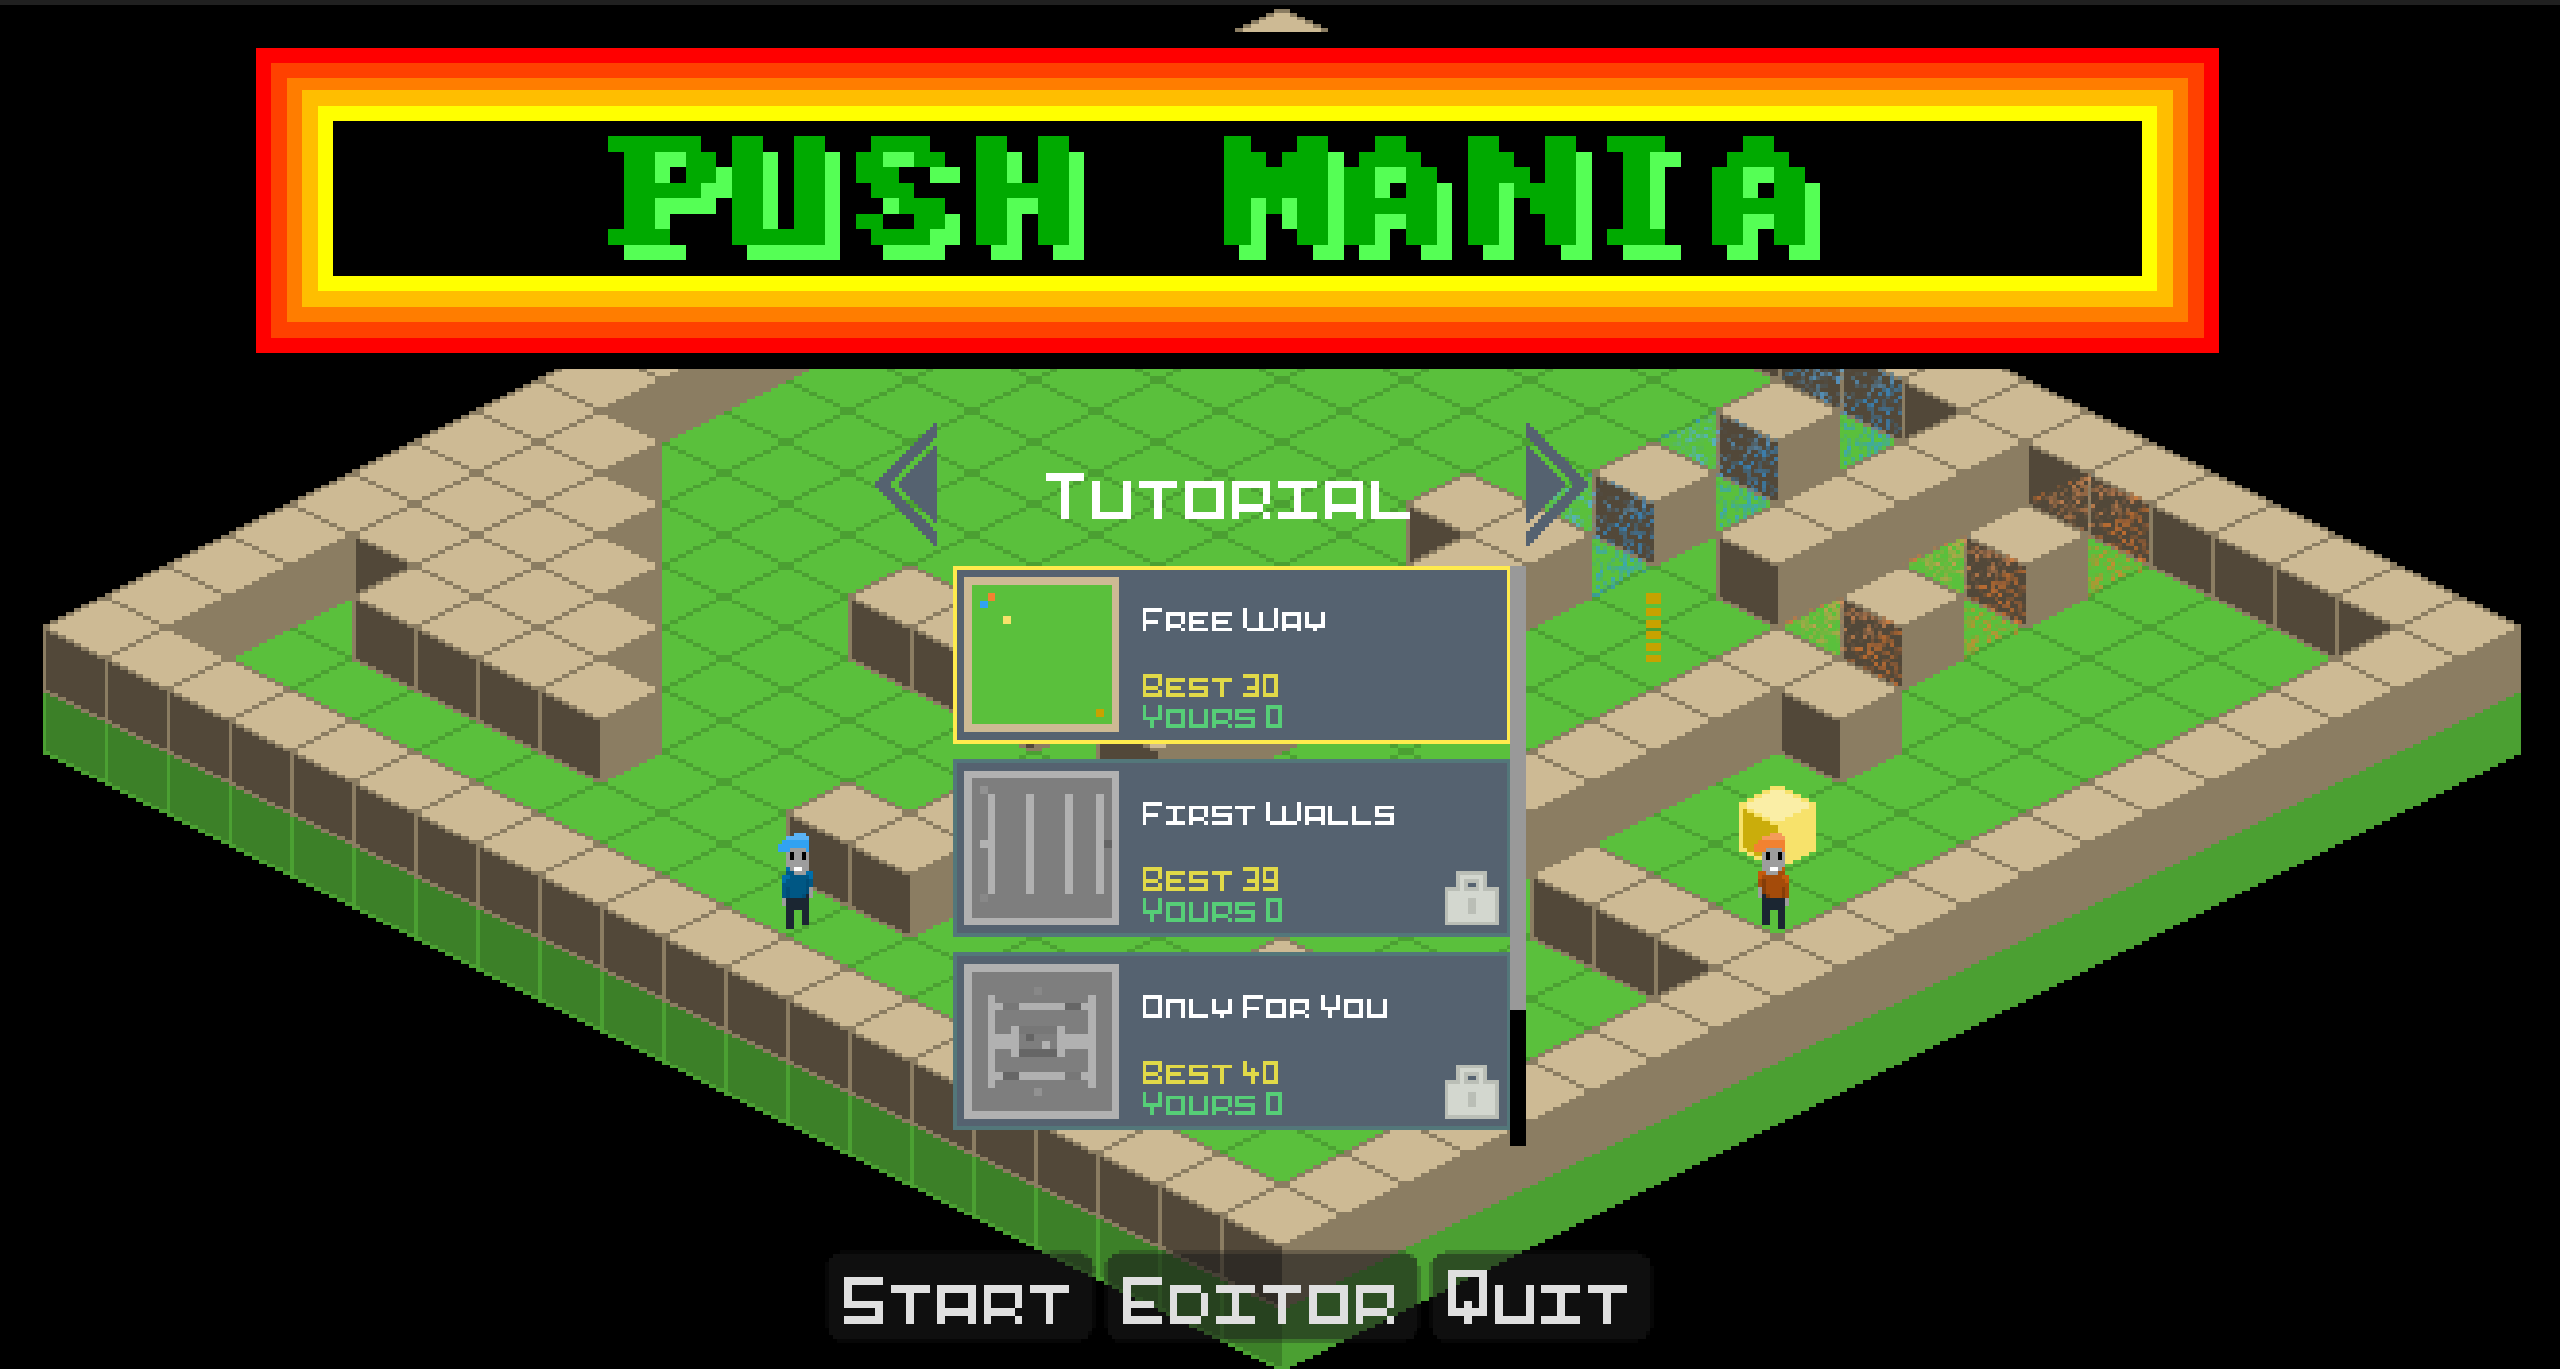 PUSH MANIA
TUTORIAL
FREE WAY
BEST 30
YOURS 0
FIRST WALLS
BEST 39
YOURS 0
ONLY FOR YOU
BEST 40
YOURS 0
START EDITOR QUIT